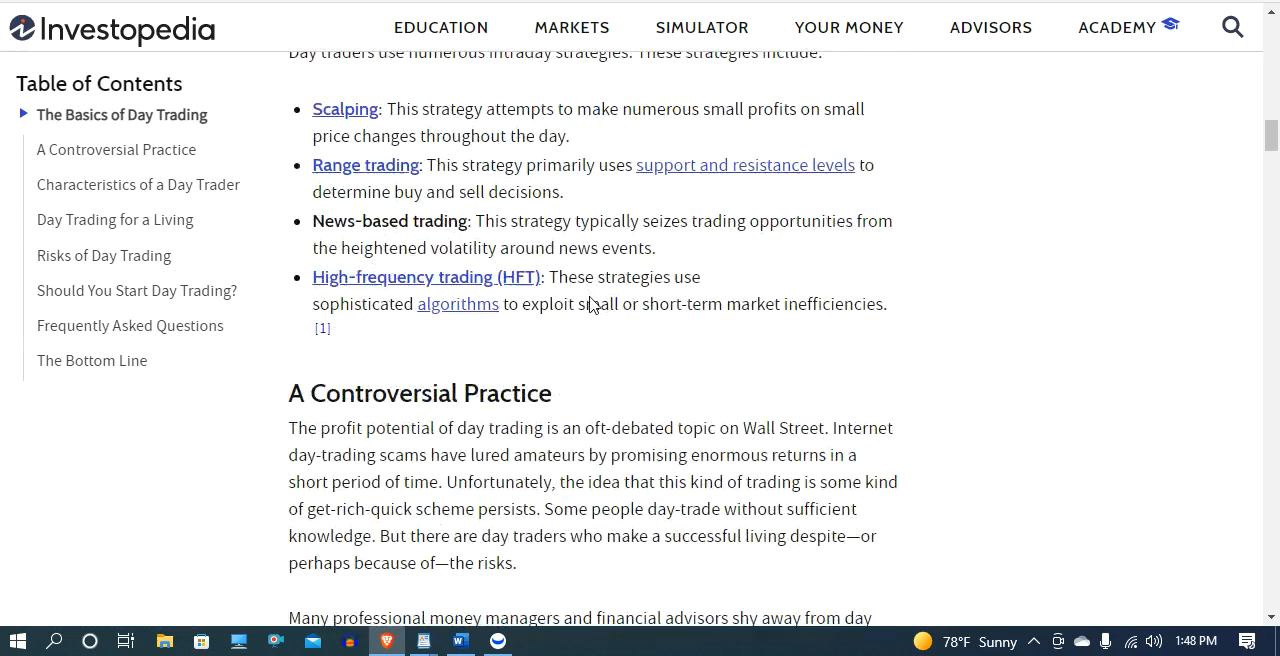 Investopedia
EDUCATION MARKETS SIMULATOR YOUR MONEY ADVISORS ACADEMY
Day traders use numerous intraday strategies. These strategies include:
Table of Contents
The Basics of Day Trading
A Controversial Practice
Characteristics of a Day Trader
Day Trading for a Living
Risks of Day Trading
Should You Start Day Trading?
Frequently Asked Questions
The Bottom Line
Scalping: This strategy attempts to make numerous small profits on small
price changes throughout the day.
Range trading: This strategy primarily uses support and resistance levels to
determine buy and sell decisions.
News-based trading: This strategy typically seizes trading opportunities from
the heightened volatility around news events.
High-frequency trading (HFT): These strategies use
sophisticated algorithms to exploit small or short-term market inefficiencies.
[1]
A Controversial Practice
The profit potential of day trading is an oft-debated topic on Wall Street. Internet
day-trading scams have lured amateurs by promising enormous returns in a
short period of time. Unfortunately, the idea that this kind of trading is some kind
of get-rich-quick scheme persists. Some people day-trade without sufficient
knowledge. But there are day traders who make a successful living despite—or
perhaps because of—the risks.
Many professional money managers and financial advisors shy away from day
78°F Sunny 1:48 PM